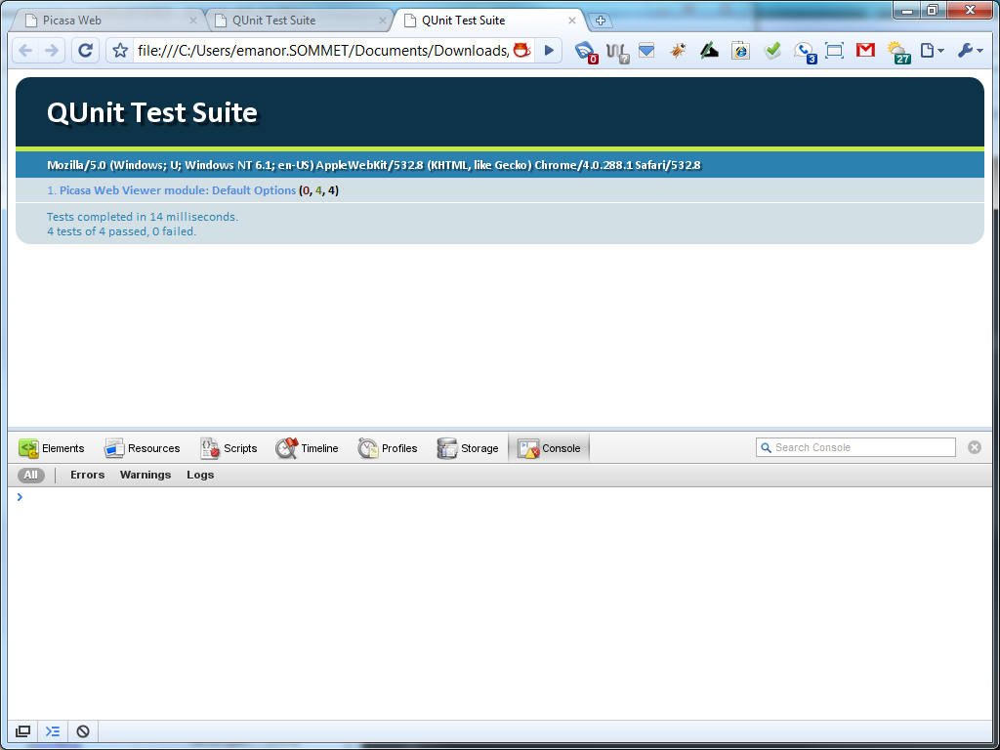 Picasa Web
QUnit Test Suite
QUnit Test Suite
file:///C:/Users/emanor.SOMMET/Documents/Downloads,
0
?
3
27
QUnit Test Suite
Mozilla/5.0 (Windows; U; Windows NT 6.1; en-US) AppleWebKit/532.8 (KHTML, like Gecko) Chrome/4.0.288.1 Safari/532.8
1. Picasa Web Viewer module: Default Options (0, 4, 4)
Tests completed in 14 milliseconds.
4 tests of 4 passed, 0 failed.
Elements Resources Scripts Timeline Profiles Storage Console Search Console
All Errors Warnings Logs